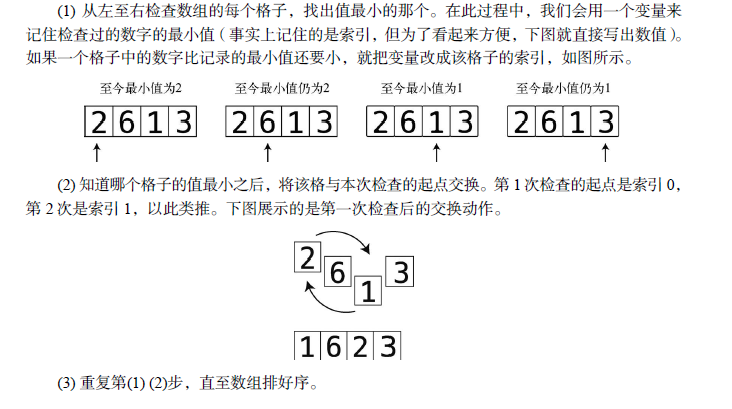 (1) 从左至右检查数组的每个格子，找出值最小的那个。在此过程中，我们会用一个变量来
记住检查过的数字的最小值（事实上记住的是索引，但为了看起来方便，下图就直接写出数值）。
如果一个格子中的数字比记录的最小值还要小，就把变量改成该格子的索引，如图所示。
至今最小值为2 至今最小值仍为2 至今最小值为1 至今最小值仍为1
2 6 1 3 2 6 1 3 2 6 1 3 2 6 1 3
(2) 知道哪个格子的值最小之后，将该格与本次检查的起点交换。第 1 次检查的起点是索引 0，
第 2 次是索引 1，以此类推。下图展示的是第一次检查后的交换动作。
2 6 1 3
1 6 2 3
(3) 重复第(1) (2)步，直至数组排好序。